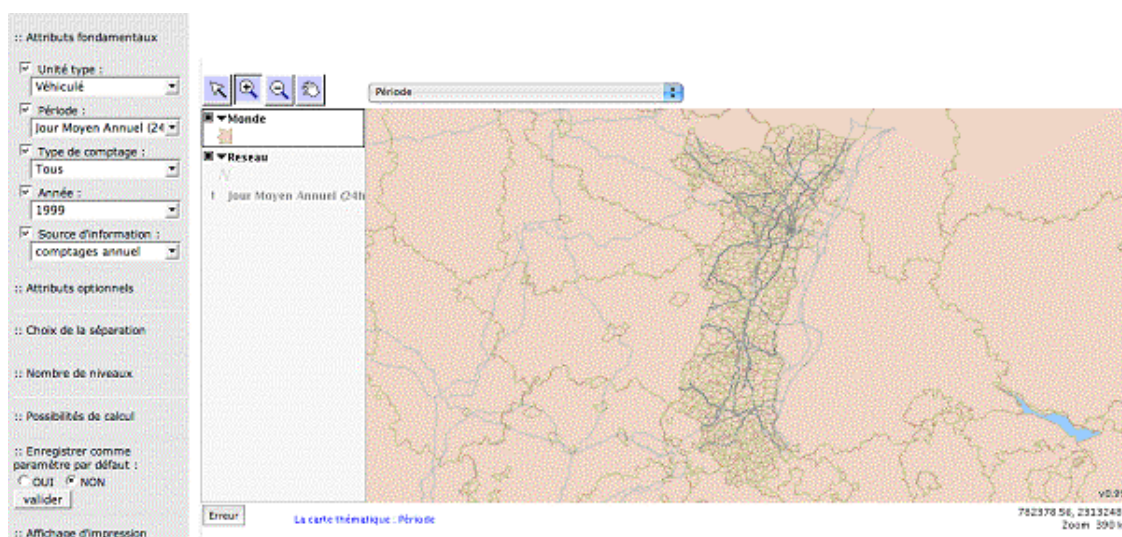 :: Attributs fondamentaux
Unité type :
Véhiculé
Période :
Jour Moyen Annuel (24
Type de comptage :
Tous
Année :
1999
Source d'information :
comptages annuel
:: Attributs optionnels
:: Choix de la séparation
:: Nombre de niveaux
:: Possibilités de calcul
:: Enregistrer comme
paramètre par défaut :
OUI NON
valider
:: Affichage d'impression
Période
Monde
Reseau
Jour Moyen Annuel (24h
Erreur
La carte thématique : Période
v0.9
782378.56, 2313248
Zoom 390